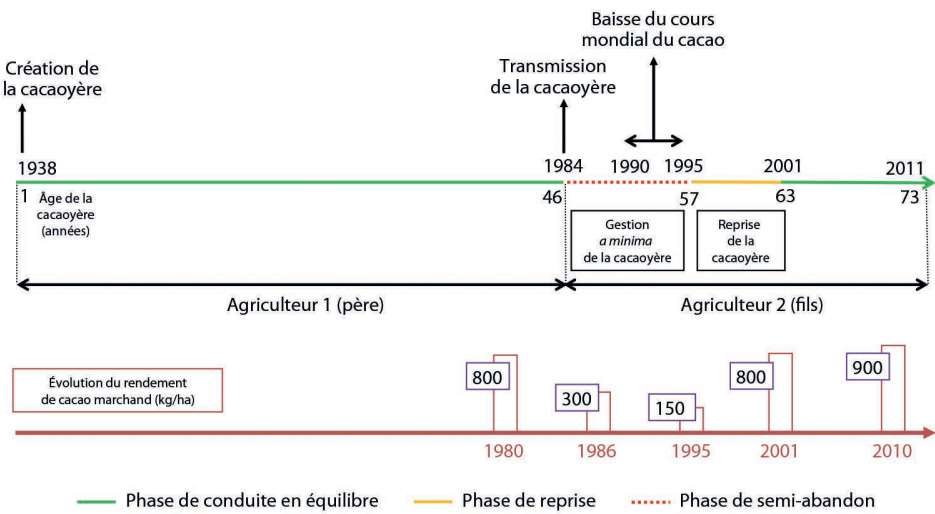 Baisse du cours
mondial du cacao
Création de
la cacaoyère
Transmission
de la cacaoyère
1938
1984
1990
1995
2001
2011
1
Âge de la
cacaoyère
(années)
46
57
63
73
Gestion
a minima
de la cacaoyère
Reprise
de la
cacaoyère
Agriculteur 1 (père)
Agriculteur 2 (fils)
Évolution du rendement
de cacao marchand (kg/ha)
800
300
150
800
900
1980
1986
1995
2001
2010
Phase de conduite en équilibre
Phase de reprise
Phase de semi-abandon